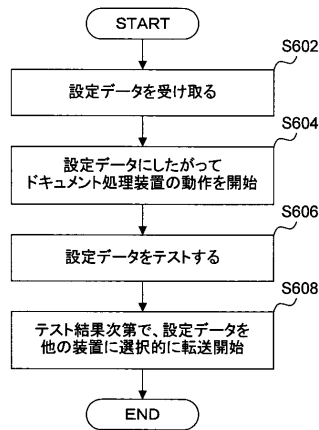 START
S602
設定データを受け取る
S604
設定データにしたがって
ドキュメント処理装置の動作を開始
S606
設定データをテストする
S608
テスト結果次第で、設定データを
他の装置に選択的に転送開始
END